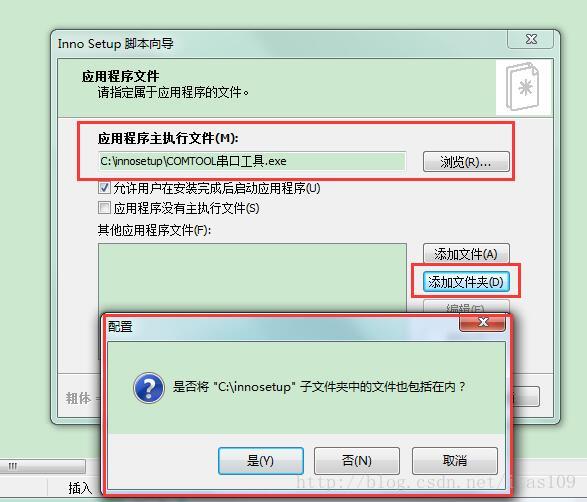 Inno Setup 脚本向导
应用程序文件
请指定属于应用程序的文件。
应用程序主执行文件(M):
C:\innosetup\COMTOOL串口工具.exe
浏览(R)...
允许用户在安装完成后启动应用程序(U)
应用程序没有主执行文件(S)
其他应用程序文件(F):
添加文件(A)
添加文件夹(D)
编辑(E)
配置
是否将 "C:\innosetup" 子文件夹中的文件也包括在内？
粗体 =
是(Y)
否(N)
取消
插入